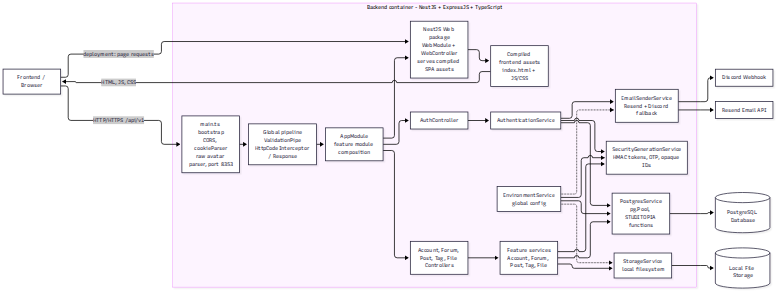 Backend container - NestJS + ExpressJS + TypeScript
NestJS Web
package
WebModule +
WebController
serves compiled
SPA assets
deployment: page requests
Compiled
frontend assets
index.html +
JS/CSS
Frontend /
Browser
HTML, JS, CSS
HTTP/HTTPS /api/v1
main.ts
bootstrap
CORS,
cookieParser
raw avatar
parser, port 8353
Global pipeline
ValidationPipe
HttpCodeInterceptor
/ Response
AppModule
feature module
composition
AuthController
AuthenticationService
EmailSenderService
Resend + Discord
fallback
Discord Webhook
Resend Email API
SecurityGenerationService
HMAC tokens, OTP, opaque
IDs
EnvironmentService
global config
PostgresService
pg.Pool,
STUDITOPIA
functions
PostgreSQL
Database
Account, Forum,
Post, Tag, File
Controllers
Feature services
Account, Forum,
Post, Tag, File
StorageService
local filesystem
Local File
Storage